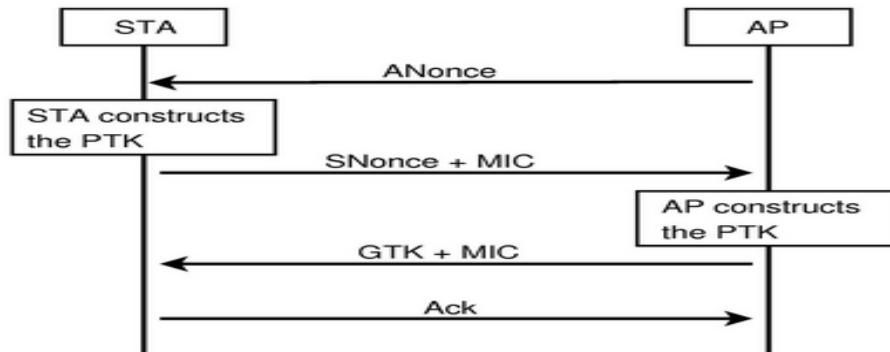 STA
AP
ANonce
STA constructs
the PTK
SNonce + MIC
AP constructs
the PTK
GTK + MIC
Ack